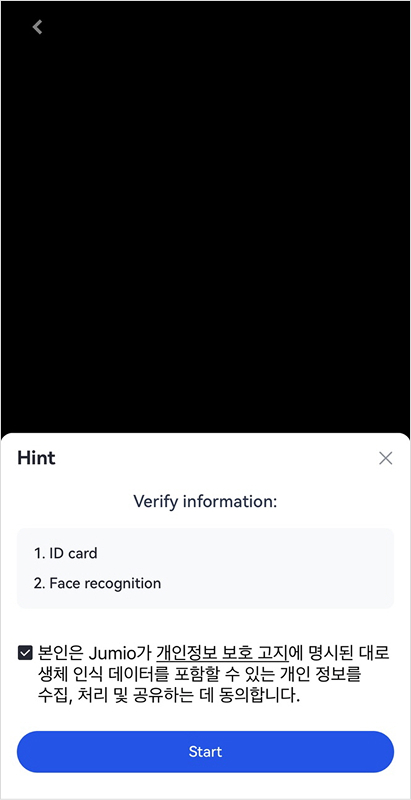 Hint
Verify information:
1. ID card
2. Face recognition
본인은 Jumio가 개인정보 보호 고지에 명시된 대로
생체 인식 데이터를 포함할 수 있는 개인 정보를
수집, 처리 및 공유하는 데 동의합니다.
Start